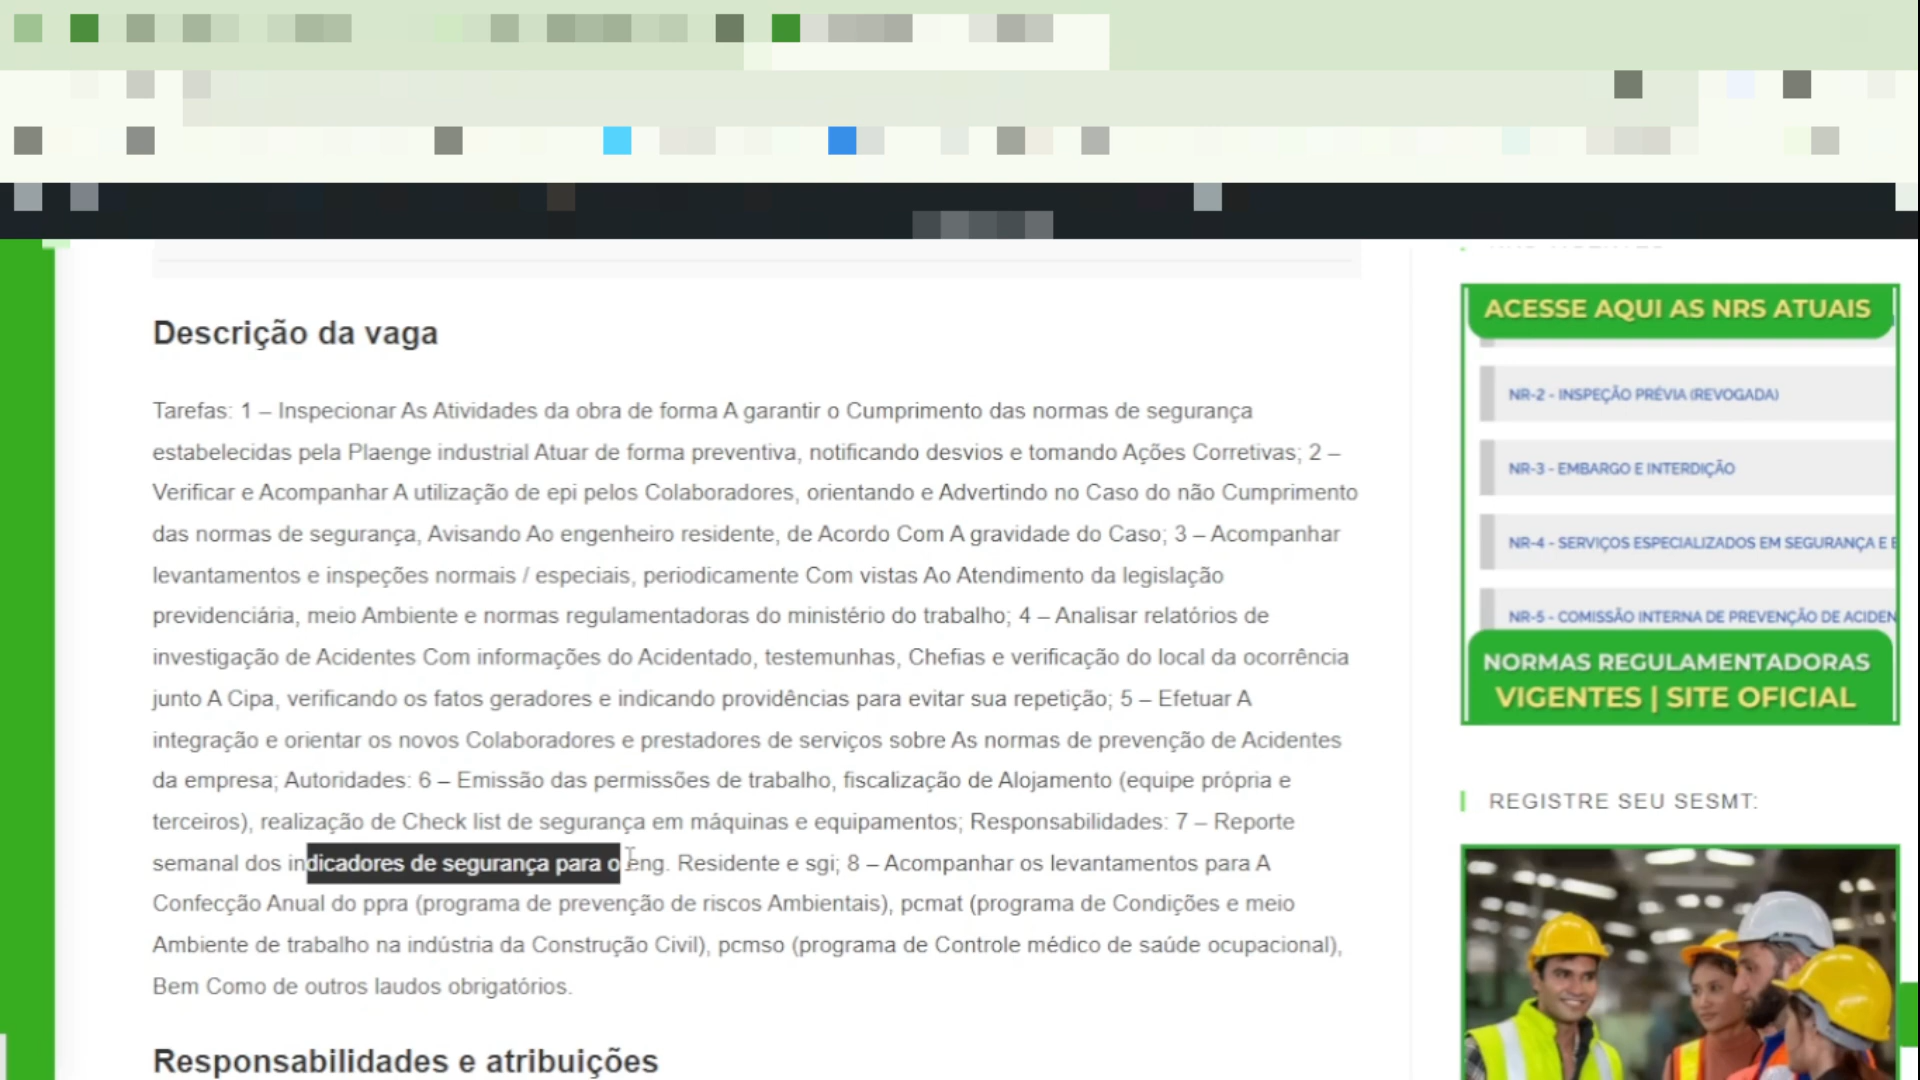 Descrição da vaga
Tarefas: 1 – Inspecionar As Atividades da obra de forma A garantir o Cumprimento das normas de segurança
estabelecidas pela Plaenge industrial Atuar de forma preventiva, notificando desvios e tomando Ações Corretivas; 2 –
Verificar e Acompanhar A utilização de epi pelos Colaboradores, orientando e Advertindo no Caso do não Cumprimento
das normas de segurança, Avisando Ao engenheiro residente, de Acordo Com A gravidade do Caso; 3 – Acompanhar
levantamentos e inspeções normais / especiais, periodicamente Com vistas Ao Atendimento da legislação
previdenciária, meio Ambiente e normas regulamentadoras do ministério do trabalho; 4 – Analisar relatórios de
investigação de Acidentes Com informações do Acidentado, testemunhas, Chefias e verificação do local da ocorrência
junto A Cipa, verificando os fatos geradores e indicando providências para evitar sua repetição; 5 – Efetuar A
integração e orientar os novos Colaboradores e prestadores de serviços sobre As normas de prevenção de Acidentes
da empresa; Autoridades: 6 – Emissão das permissões de trabalho, fiscalização de Alojamento (equipe própria e
terceiros), realização de Check list de segurança em máquinas e equipamentos; Responsabilidades: 7 – Reporte
semanal dos indicadores de segurança para o eng. Residente e sgi; 8 – Acompanhar os levantamentos para A
Confecção Anual do ppra (programa de prevenção de riscos Ambientais), pcmat (programa de Condições e meio
Ambiente de trabalho na indústria da Construção Civil), pcmso (programa de Controle médico de saúde ocupacional),
Bem Como de outros laudos obrigatórios.
Responsabilidades e atribuições
ACESSE AQUI AS NRS ATUAIS
NR-2 - INSPEÇÃO PRÉVIA (REVOGADA)
NR-3 - EMBARGO E INTERDIÇÃO
NR-4 - SERVIÇOS ESPECIALIZADOS EM SEGURANÇA E
NR-5 - COMISSÃO INTERNA DE PREVENÇÃO DE ACIDEN
NORMAS REGULAMENTADORAS
VIGENTES | SITE OFICIAL
REGISTRE SEU SESMT: